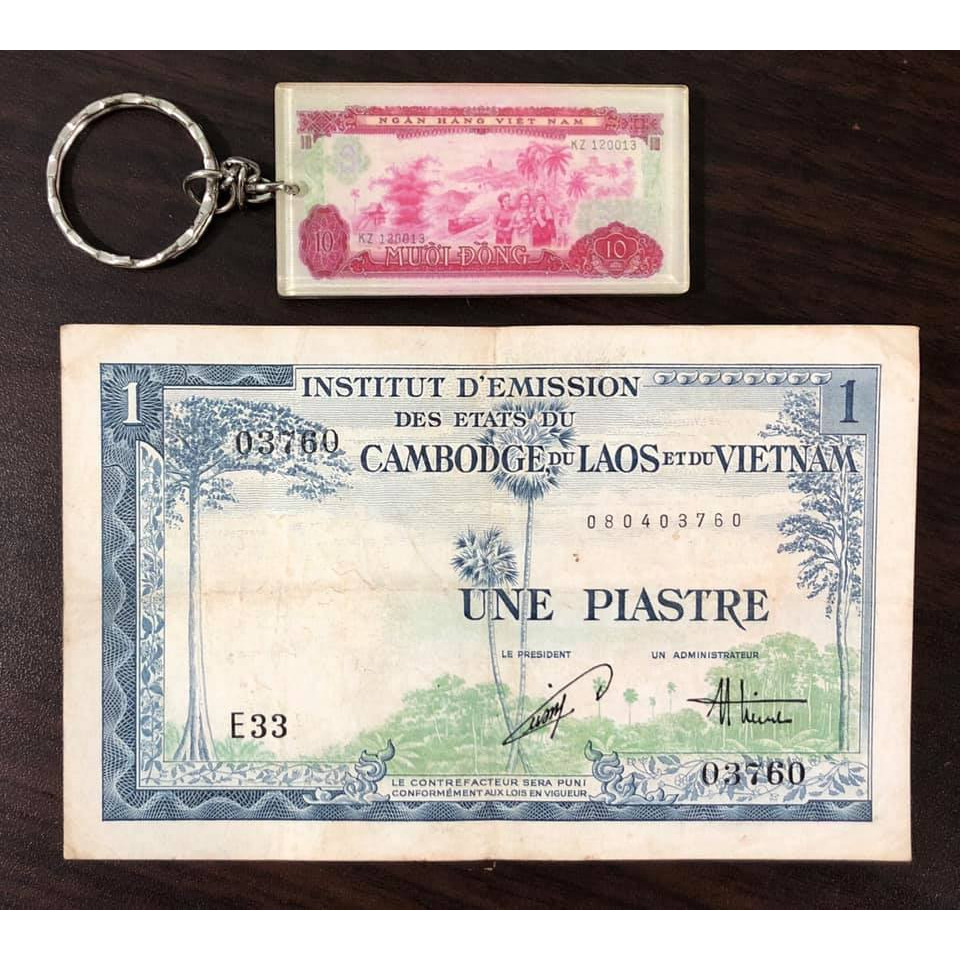 NGÂN HÀNG VIỆT NAM
10
10
KZ 120013
KZ 120013
10
MƯỜI ĐỒNG
10
1
INSTITUT D'EMISSION
1
DES ETATS DU
03760
CAMBODGE, DU LAOS ET DU VIETNAM
080403760
UNE PIASTRE
LE PRESIDENT
UN ADMINISTRATEUR
E33
03760
LE CONTREFACTEUR SERA PUNI
CONFORMÉMENT AUX LOIS EN VIGUEUR